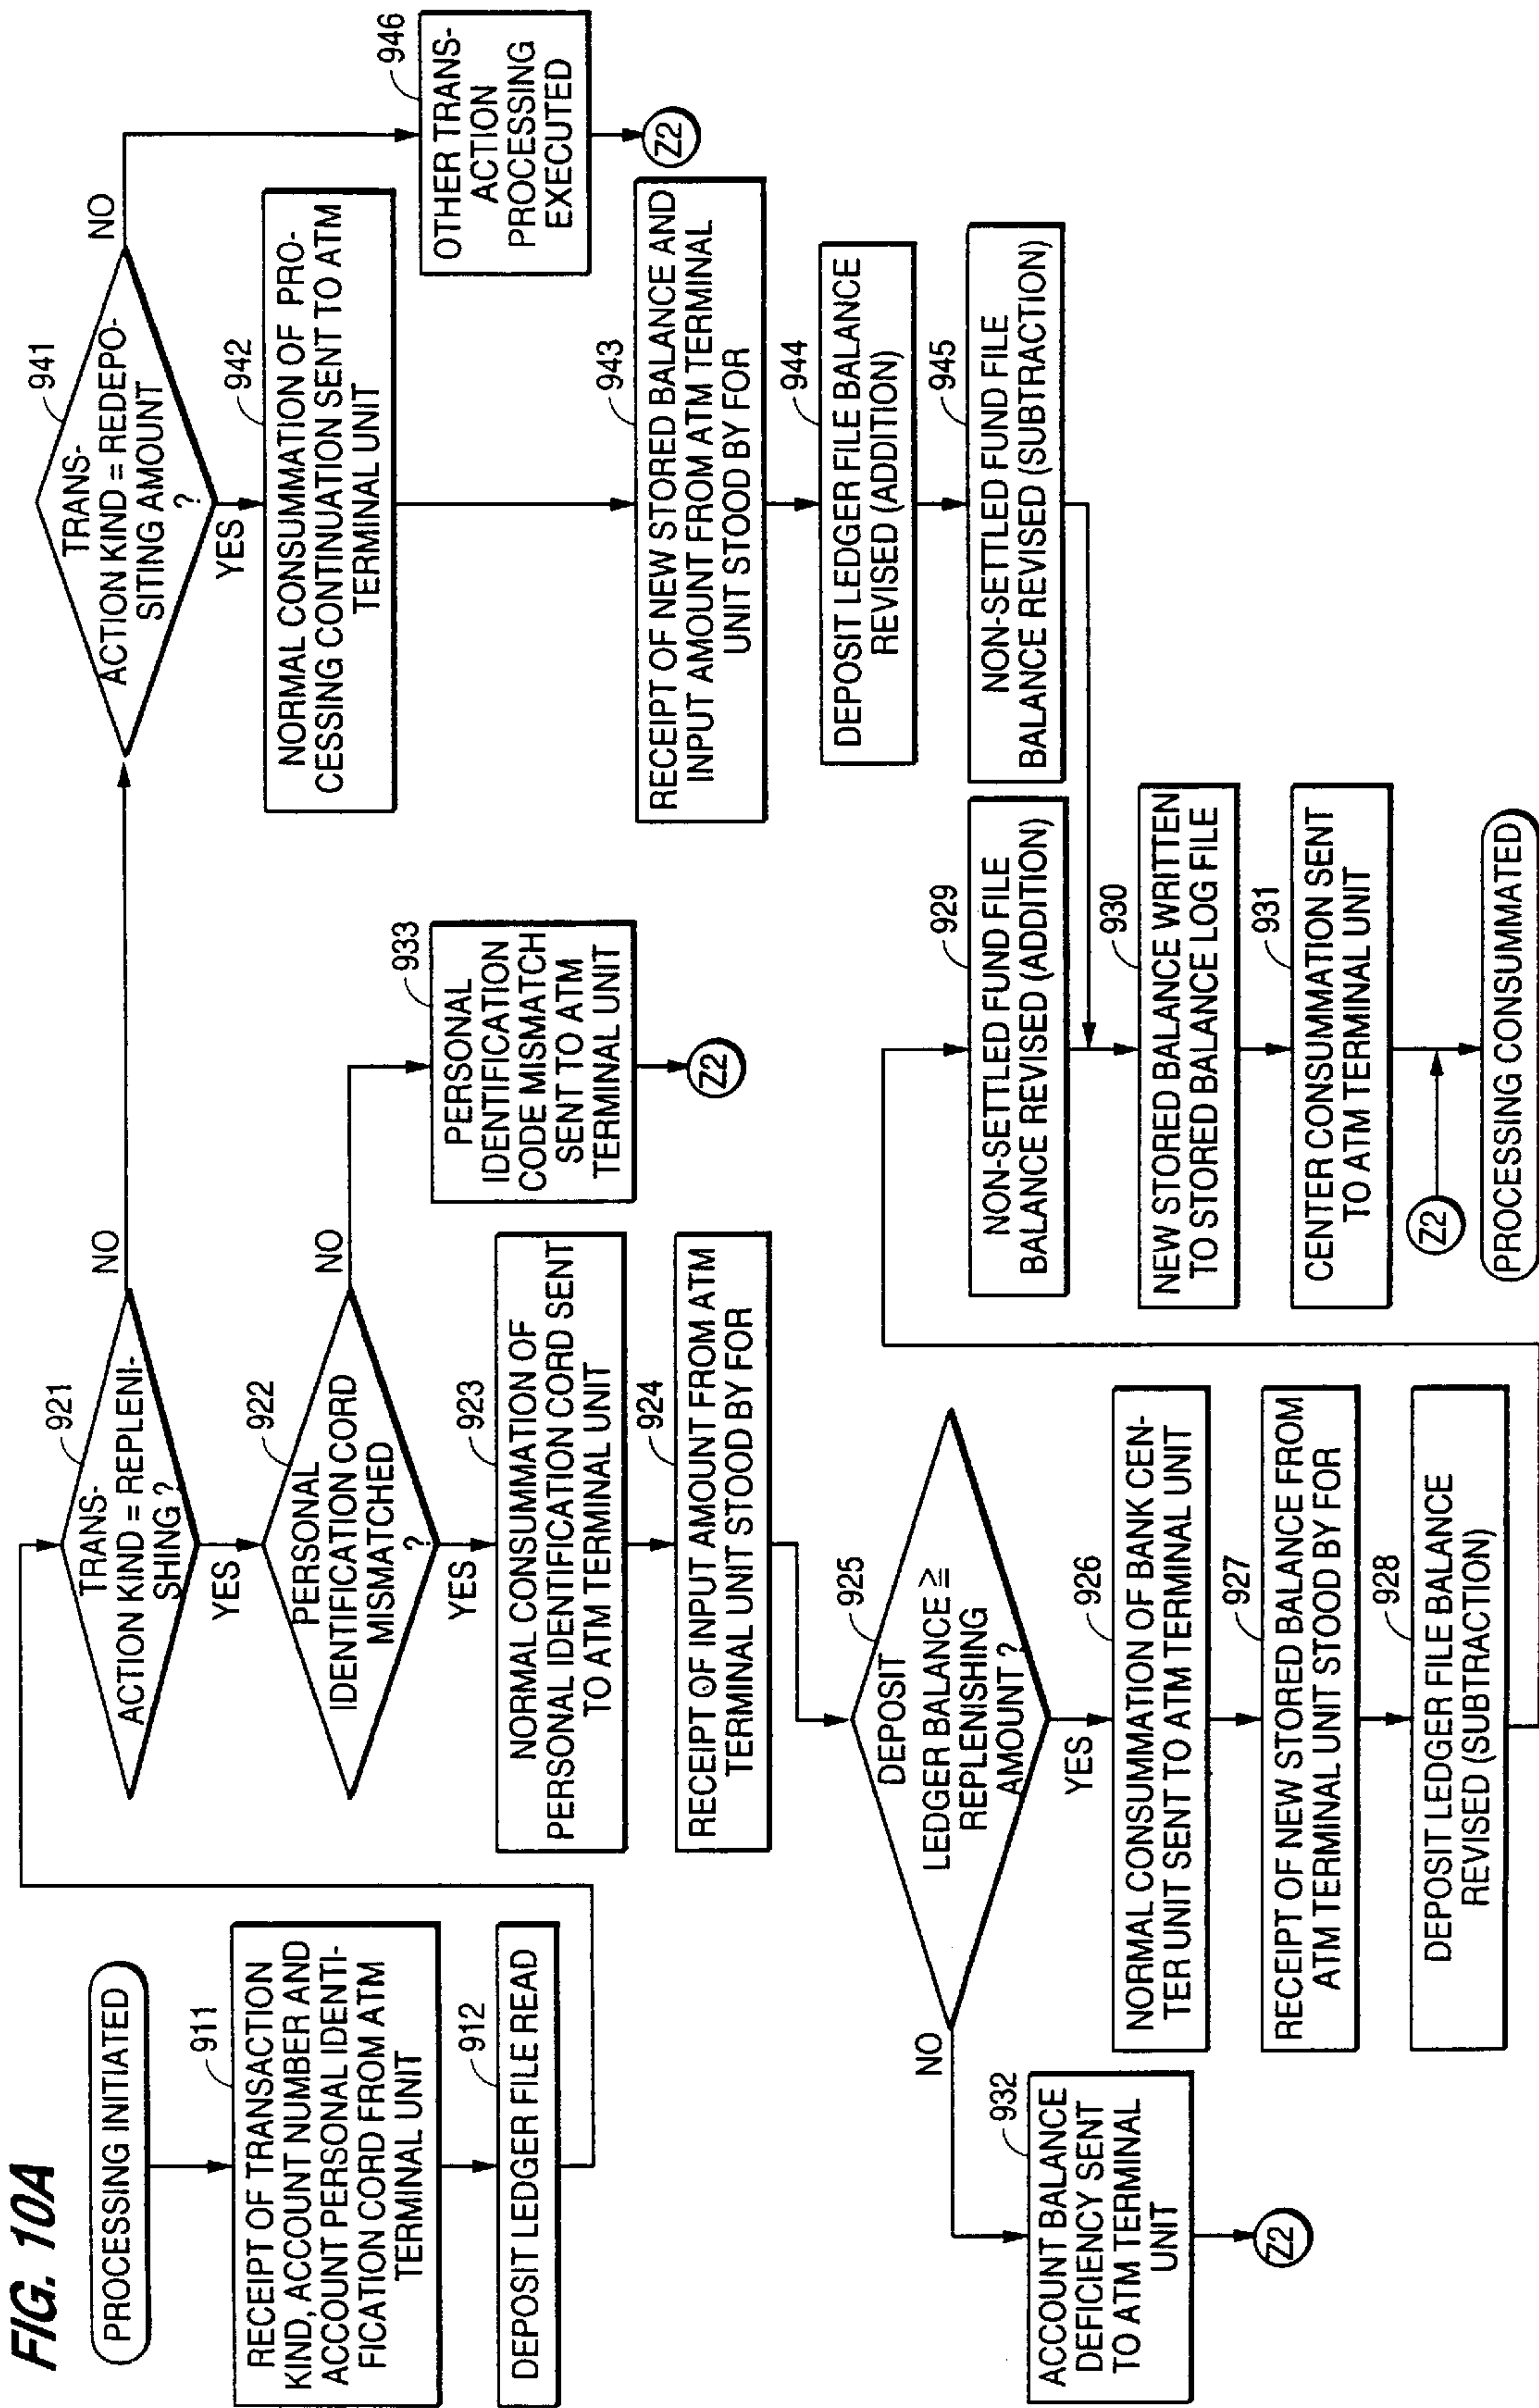 FIG. 10A
PROCESSING INITIATED
911
RECEIPT OF TRANSACTION
KIND, ACCOUNT NUMBER AND
ACCOUNT PERSONAL IDENTI-
FICATION CORD FROM ATM
TERMINAL UNIT
912
DEPOSIT LEDGER FILE READ
921
TRANS-
ACTION KIND = REPLENI-
SHING ?
NO
YES
922
PERSONAL
IDENTIFICATION CORD
MISMATCHED
?
NO
YES
923
NORMAL CONSUMMATION OF
PERSONAL IDENTIFICATION CORD SENT
TO ATM TERMINAL UNIT
924
RECEIPT OF INPUT AMOUNT FROM ATM
TERMINAL UNIT STOOD BY FOR
925
DEPOSIT
LEDGER BALANCE ≧
REPLENISHING
AMOUNT ?
NO
YES
932
ACCOUNT BALANCE
DEFICIENCY SENT
TO ATM TERMINAL
UNIT
Z2
926
NORMAL CONSUMMATION OF BANK CEN-
TER UNIT SENT TO ATM TERMINAL UNIT
927
RECEIPT OF NEW STORED BALANCE FROM
ATM TERMINAL UNIT STOOD BY FOR
928
DEPOSIT LEDGER FILE BALANCE
REVISED (SUBTRACTION)
933
PERSONAL
IDENTIFICATION
CODE MISMATCH
SENT TO ATM
TERMINAL UNIT
Z2
929
NON-SETTLED FUND FILE
BALANCE REVISED (ADDITION)
930
NEW STORED BALANCE WRITTEN
TO STORED BALANCE LOG FILE
931
CENTER CONSUMMATION SENT
TO ATM TERMINAL UNIT
Z2
PROCESSING CONSUMMATED
941
TRANS-
ACTION KIND = REDEPO-
SITING AMOUNT
?
NO
YES
942
NORMAL CONSUMMATION OF PRO-
CESSING CONTINUATION SENT TO ATM
TERMINAL UNIT
943
RECEIPT OF NEW STORED BALANCE AND
INPUT AMOUNT FROM ATM TERMINAL
UNIT STOOD BY FOR
944
DEPOSIT LEDGER FILE BALANCE
REVISED (ADDITION)
945
NON-SETTLED FUND FILE
BALANCE REVISED (SUBTRACTION)
946
OTHER TRANS-
ACTION
PROCESSING
EXECUTED
Z2